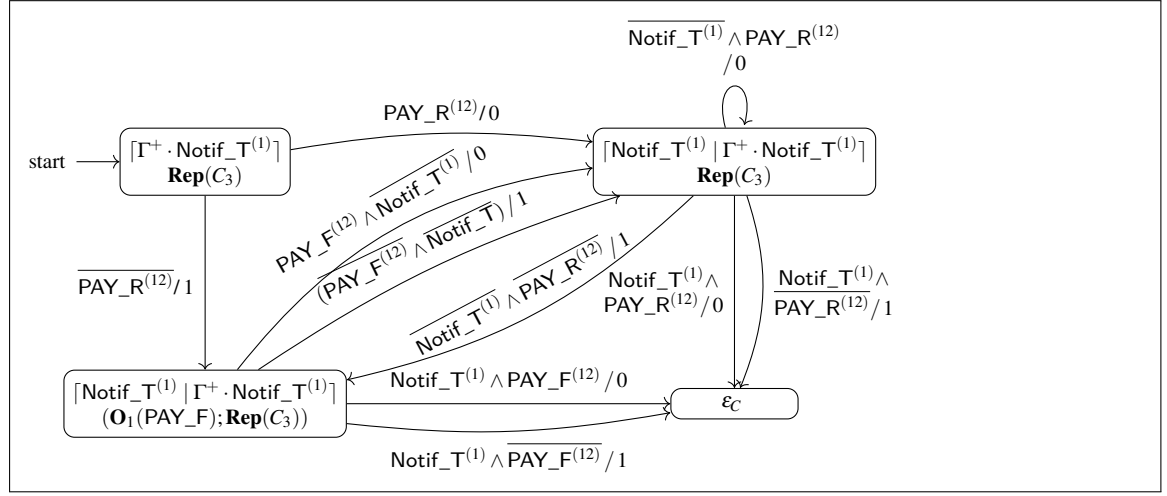 Notif_T⁽¹⁾ ∧ PAY_R⁽¹²⁾
/0
PAY_R⁽¹²⁾/0
start
⌈Γ⁺ · Notif_T⁽¹⁾⌉
Rep(C₃)
⌈Notif_T⁽¹⁾ | Γ⁺ · Notif_T⁽¹⁾⌉
Rep(C₃)
PAY_F⁽¹²⁾ ∧ Notif_T⁽¹⁾/0
(PAY_F⁽¹²⁾ ∧ Notif_T)/1
Notif_T⁽¹⁾ ∧ PAY_R⁽¹²⁾/1
PAY_R⁽¹²⁾/1
Notif_T⁽¹⁾∧
PAY_R⁽¹²⁾/0
Notif_T⁽¹⁾∧
PAY_R⁽¹²⁾/1
⌈Notif_T⁽¹⁾ | Γ⁺ · Notif_T⁽¹⁾⌉
(O₁(PAY_F);Rep(C₃))
Notif_T⁽¹⁾ ∧ PAY_F⁽¹²⁾/0
ε_C
Notif_T⁽¹⁾ ∧ PAY_F⁽¹²⁾/1